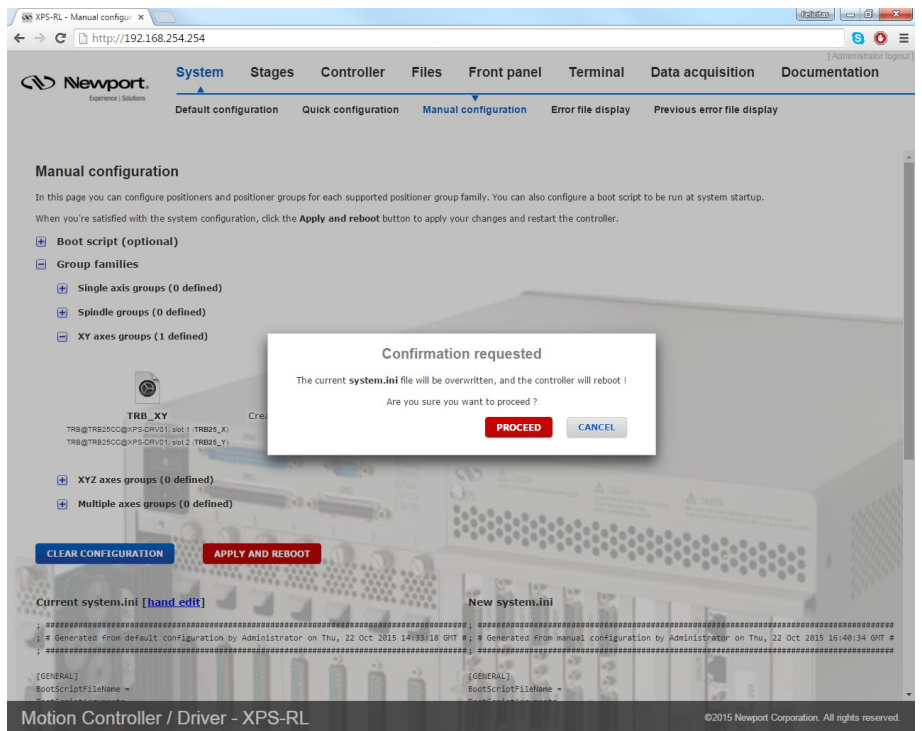 XPS-RL - Manual configur ×
Felicitas
http://192.168.254.254
[ Administrator logout ]
Newport.
Experience | Solutions
System Stages Controller Files Front panel Terminal Data acquisition Documentation
Default configuration Quick configuration Manual configuration Error file display Previous error file display
Manual configuration
In this page you can configure positioners and positioner groups for each supported positioner group family. You can also configure a boot script to be run at system startup.
When you're satisfied with the system configuration, click the Apply and reboot button to apply your changes and restart the controller.
Boot script (optional)
Group families
Single axis groups (0 defined)
Spindle groups (0 defined)
XY axes groups (1 defined)
Confirmation requested
The current system.ini file will be overwritten, and the controller will reboot !
Are you sure you want to proceed ?
PROCEED CANCEL
TRB_XY
TRB@TRB25CC@XPS-DRV01, slot 1 (TRB25_X)
TRB@TRB25CC@XPS-DRV01, slot 2 (TRB25_Y)
Crea
XYZ axes groups (0 defined)
Multiple axes groups (0 defined)
CLEAR CONFIGURATION APPLY AND REBOOT
Current system.ini [hand edit]
; # Generated from default configuration by Administrator on Thu, 22 Oct 2015 14:33:18 GMT #
[GENERAL]
BootScriptFileName =
BootScriptArguments
New system.ini
; # Generated from manual configuration by Administrator on Thu, 22 Oct 2015 16:40:34 GMT #
[GENERAL]
BootScriptFileName =
BootScriptArguments
Motion Controller / Driver - XPS-RL
©2015 Newport Corporation. All rights reserved.